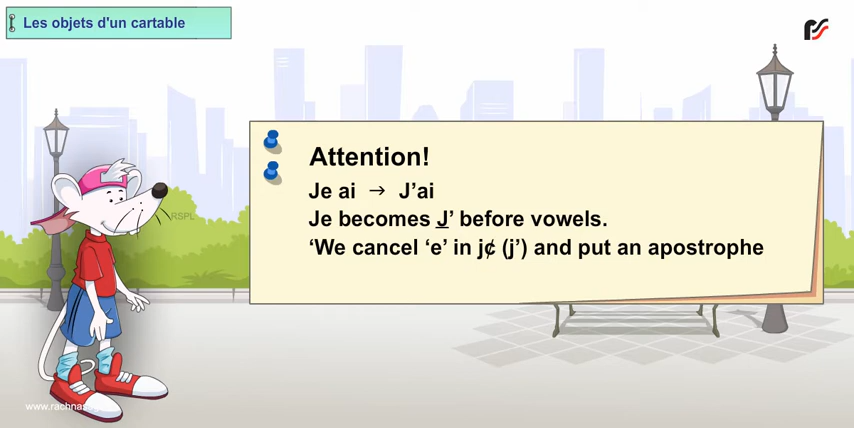 Les objets d'un cartable
Attention!
Je ai → J’ai
Je becomes J’ before vowels.
‘We cancel ‘e’ in j¢ (j’) and put an apostrophe
RSPL